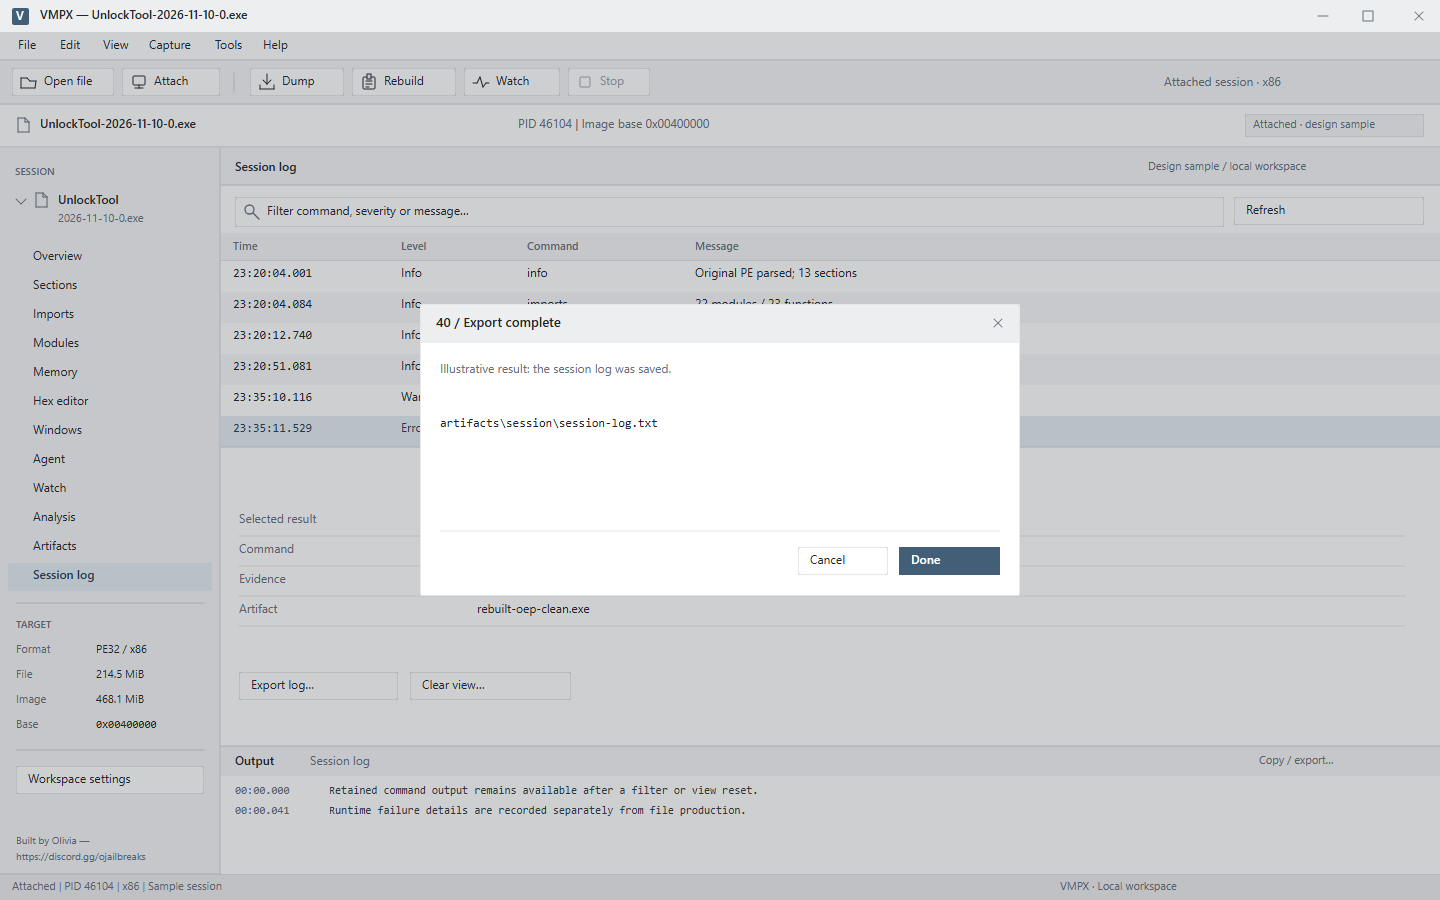 V VMPX — UnlockTool-2026-11-10-0.exe
File Edit View Capture Tools Help
Open file Attach Dump Rebuild Watch Stop Attached session · x86
UnlockTool-2026-11-10-0.exe PID 46104 | Image base 0x00400000 Attached · design sample
SESSION
UnlockTool
2026-11-10-0.exe
Overview
Sections
Imports
Modules
Memory
Hex editor
Windows
Agent
Watch
Analysis
Artifacts
Session log
TARGET
Format PE32 / x86
File 214.5 MiB
Image 468.1 MiB
Base 0x00400000
Workspace settings
Built by Olivia —
https://discord.gg/ojailbreaks
Session log Design sample / local workspace
Filter command, severity or message... Refresh
Time Level Command Message
23:20:04.001 Info info Original PE parsed; 13 sections
23:20:04.084 Info imports 22 modules / 23 functions
23:20:12.740 Info
23:20:51.081 Info
23:35:10.116 War
23:35:11.529 Erro
40 / Export complete
Illustrative result: the session log was saved.
artifacts\session\session-log.txt
Cancel Done
Selected result
Command
Evidence
Artifact rebuilt-oep-clean.exe
Export log... Clear view...
Output Session log Copy / export...
00:00.000 Retained command output remains available after a filter or view reset.
00:00.041 Runtime failure details are recorded separately from file production.
Attached | PID 46104 | x86 | Sample session VMPX · Local workspace